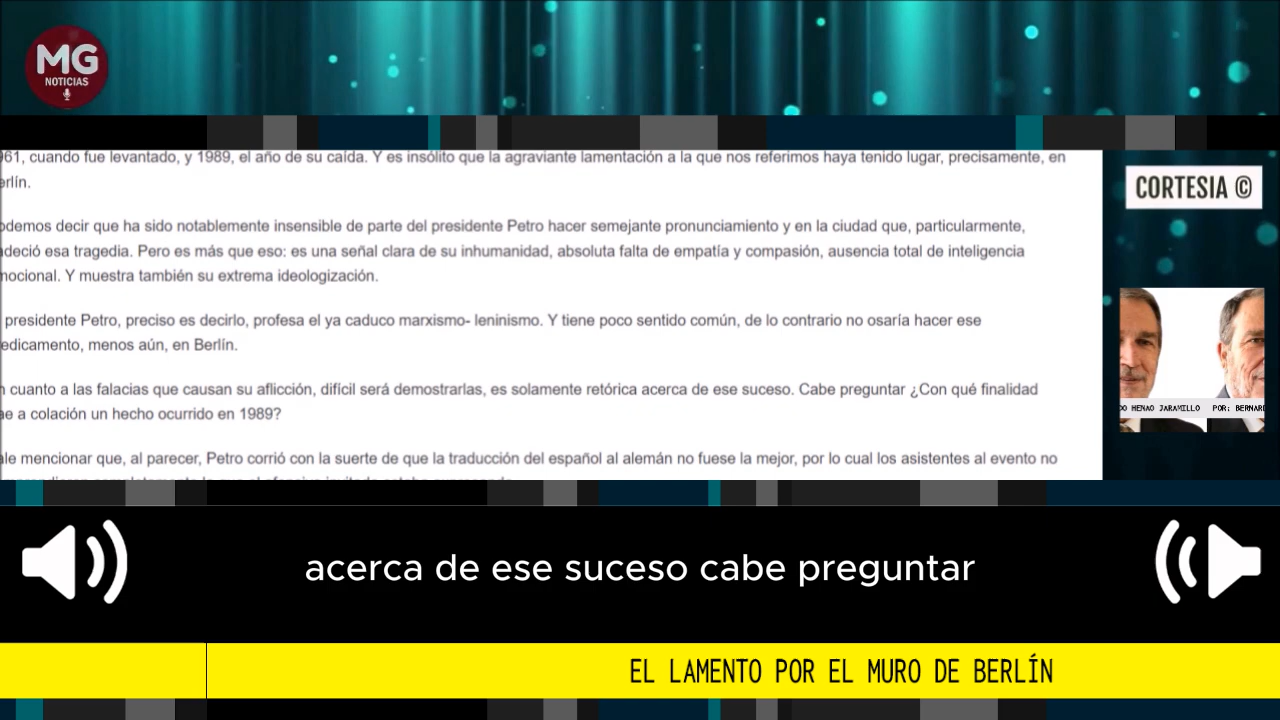 MG
NOTICIAS
961, cuando fue levantado, y 1989, el año de su caída. Y es insólito que la agraviante lamentación a la que nos referimos haya tenido lugar, precisamente, en
erlín.
odemos decir que ha sido notablemente insensible de parte del presidente Petro hacer semejante pronunciamiento y en la ciudad que, particularmente,
adeció esa tragedia. Pero es más que eso: es una señal clara de su inhumanidad, absoluta falta de empatía y compasión, ausencia total de inteligencia
mocional. Y muestra también su extrema ideologización.
presidente Petro, preciso es decirlo, profesa el ya caduco marxismo- leninismo. Y tiene poco sentido común, de lo contrario no osaría hacer ese
edicamento, menos aún, en Berlín.
n cuanto a las falacias que causan su aflicción, difícil será demostrarlas, es solamente retórica acerca de ese suceso. Cabe preguntar ¿Con qué finalidad
ae a colación un hecho ocurrido en 1989?
ale mencionar que, al parecer, Petro corrió con la suerte de que la traducción del español al alemán no fuese la mejor, por lo cual los asistentes al evento no
CORTESIA ©
DO HENAO JARAMILLO POR: BERNARD
acerca de ese suceso cabe preguntar
EL LAMENTO POR EL MURO DE BERLÍN